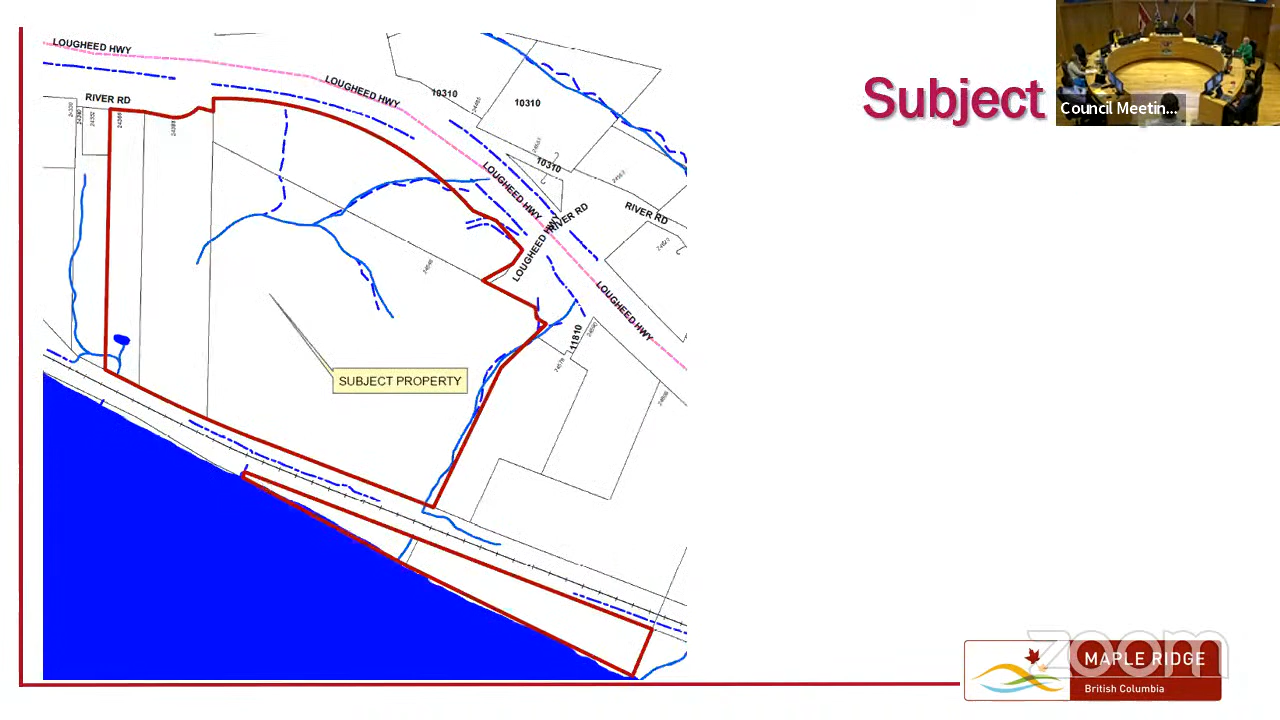 LOUGHEED HWY
RIVER RD
LOUGHEED HWY
10310
10310
10310
LOUGHEED HWY
RIVER RD
RIVER RD
LOUGHEED HWY
LOUGHEED HWY
11810
SUBJECT PROPERTY
Subject
Council Meetin...
zoom
MAPLE RIDGE
British Columbia